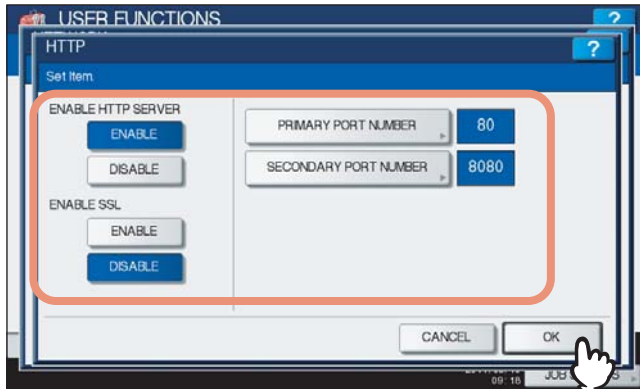 USER FUNCTIONS
?
HTTP
?
Set Item.
ENABLE HTTP SERVER
ENABLE
DISABLE
ENABLE SSL
ENABLE
DISABLE
PRIMARY PORT NUMBER
80
SECONDARY PORT NUMBER
8080
CANCEL
OK
09:18
JOB